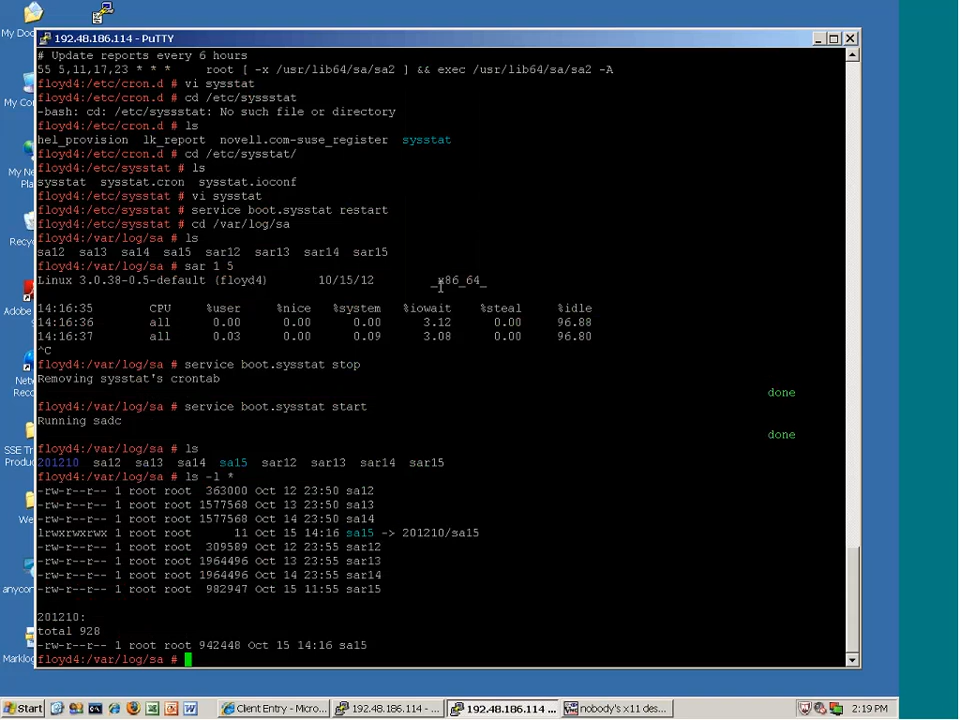 My Doc
192.48.186.114 - PuTTY
# Update reports every 6 hours
55 5,11,17,23 * * *     root [ -x /usr/lib64/sa/sa2 ] && exec /usr/lib64/sa/sa2 -A
floyd4:/etc/cron.d # vi sysstat
floyd4:/etc/cron.d # cd /etc/syssstat
-bash: cd: /etc/syssstat: No such file or directory
floyd4:/etc/cron.d # ls
hel_provision  lk_report  novell.com-suse_register  sysstat
floyd4:/etc/cron.d # cd /etc/sysstat/
floyd4:/etc/sysstat # ls
sysstat  sysstat.cron  sysstat.ioconf
floyd4:/etc/sysstat # vi sysstat
floyd4:/etc/sysstat # service boot.sysstat restart
floyd4:/etc/sysstat # cd /var/log/sa
floyd4:/var/log/sa # ls
sa12  sa13  sa14  sa15  sar12  sar13  sar14  sar15
floyd4:/var/log/sa # sar 1 5
Linux 3.0.38-0.5-default (floyd4)       10/15/12        _x86_64_
14:16:35        CPU     %user     %nice   %system   %iowait    %steal     %idle
14:16:36        all      0.00      0.00      0.00      3.12      0.00     96.88
14:16:37        all      0.03      0.00      0.09      3.08      0.00     96.80
^C
floyd4:/var/log/sa # service boot.sysstat stop
Removing sysstat's crontab
done
floyd4:/var/log/sa # service boot.sysstat start
Running sadc
done
floyd4:/var/log/sa # ls
201210  sa12  sa13  sa14  sa15  sar12  sar13  sar14  sar15
floyd4:/var/log/sa # ls -l *
-rw-r--r-- 1 root root  363000 Oct 12 23:50 sa12
-rw-r--r-- 1 root root 1577568 Oct 13 23:50 sa13
-rw-r--r-- 1 root root 1577568 Oct 14 23:50 sa14
lrwxrwxrwx 1 root root      11 Oct 15 14:16 sa15 -> 201210/sa15
-rw-r--r-- 1 root root  309589 Oct 12 23:55 sar12
-rw-r--r-- 1 root root 1964496 Oct 13 23:55 sar13
-rw-r--r-- 1 root root 1964496 Oct 14 23:55 sar14
-rw-r--r-- 1 root root  982947 Oct 15 11:55 sar15
201210:
total 928
-rw-r--r-- 1 root root 942448 Oct 15 14:16 sa15
floyd4:/var/log/sa #
My Co
My Ne
Pla
Recyc
Adobe
Netw
SSE Tr
Produc
We
anyco
Marklo
Start
Client Entry - Micro...
192.48.186.114 - ...
192.48.186.114 ...
nobody's x11 des...
2:19 PM